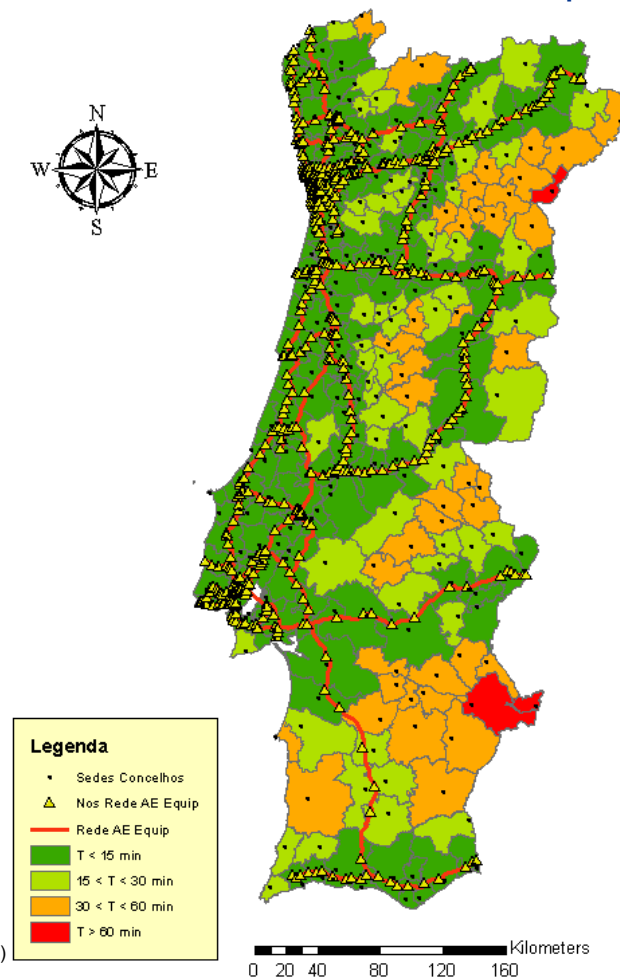 N
W E
S
Legenda
Sedes Concelhos
Nos Rede AE Equip
Rede AE Equip
T < 15 min
15 < T < 30 min
30 < T < 60 min
T > 60 min
)
Kilometers
0 20 40 80 120 160